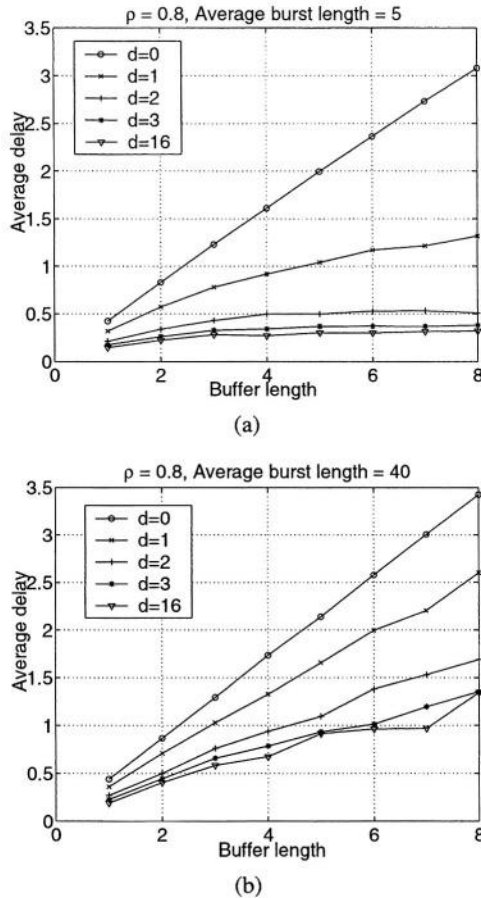 ρ = 0.8, Average burst length = 5
3.5
3
2.5
2
1.5
1
0.5
0
Average delay
d=0
d=1
d=2
d=3
d=16
0 2 4 6 8
Buffer length
(a)
ρ = 0.8, Average burst length = 40
3.5
3
2.5
2
1.5
1
0.5
0
Average delay
d=0
d=1
d=2
d=3
d=16
0 2 4 6 8
Buffer length
(b)